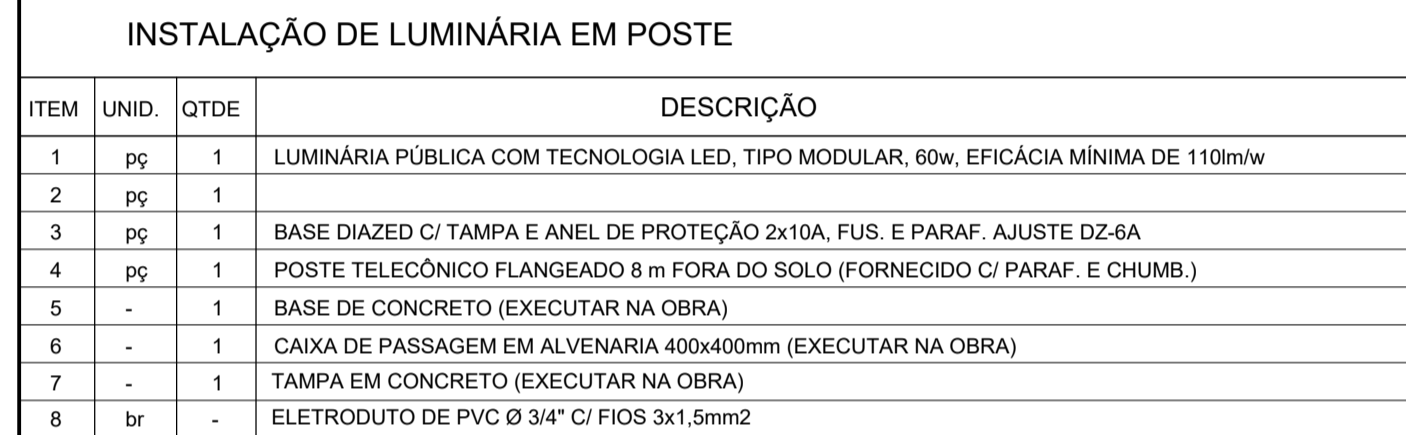 INSTALAÇÃO DE LUMINÁRIA EM POSTE
ITEM UNID. QTDE DESCRIÇÃO
1 pç 1 LUMINÁRIA PÚBLICA COM TECNOLOGIA LED, TIPO MODULAR, 60w, EFICÁCIA MÍNIMA DE 110lm/w
2 pç 1
3 pç 1 BASE DIAZED C/ TAMPA E ANEL DE PROTEÇÃO 2x10A, FUS. E PARAF. AJUSTE DZ-6A
4 pç 1 POSTE TELECÔNICO FLANGEADO 8 m FORA DO SOLO (FORNECIDO C/ PARAF. E CHUMB.)
5 - 1 BASE DE CONCRETO (EXECUTAR NA OBRA)
6 - 1 CAIXA DE PASSAGEM EM ALVENARIA 400x400mm (EXECUTAR NA OBRA)
7 - 1 TAMPA EM CONCRETO (EXECUTAR NA OBRA)
8 br - ELETRODUTO DE PVC Ø 3/4" C/ FIOS 3x1,5mm2